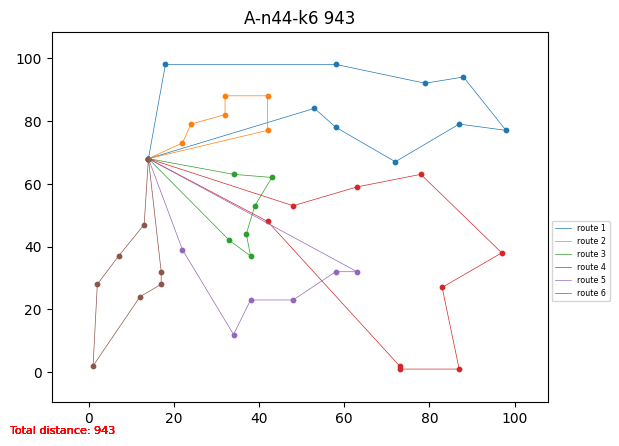 A-n44-k6 943
100
80
60
40
20
0
0 20 40 60 80 100
route 1
route 2
route 3
route 4
route 5
route 6
Total distance: 943